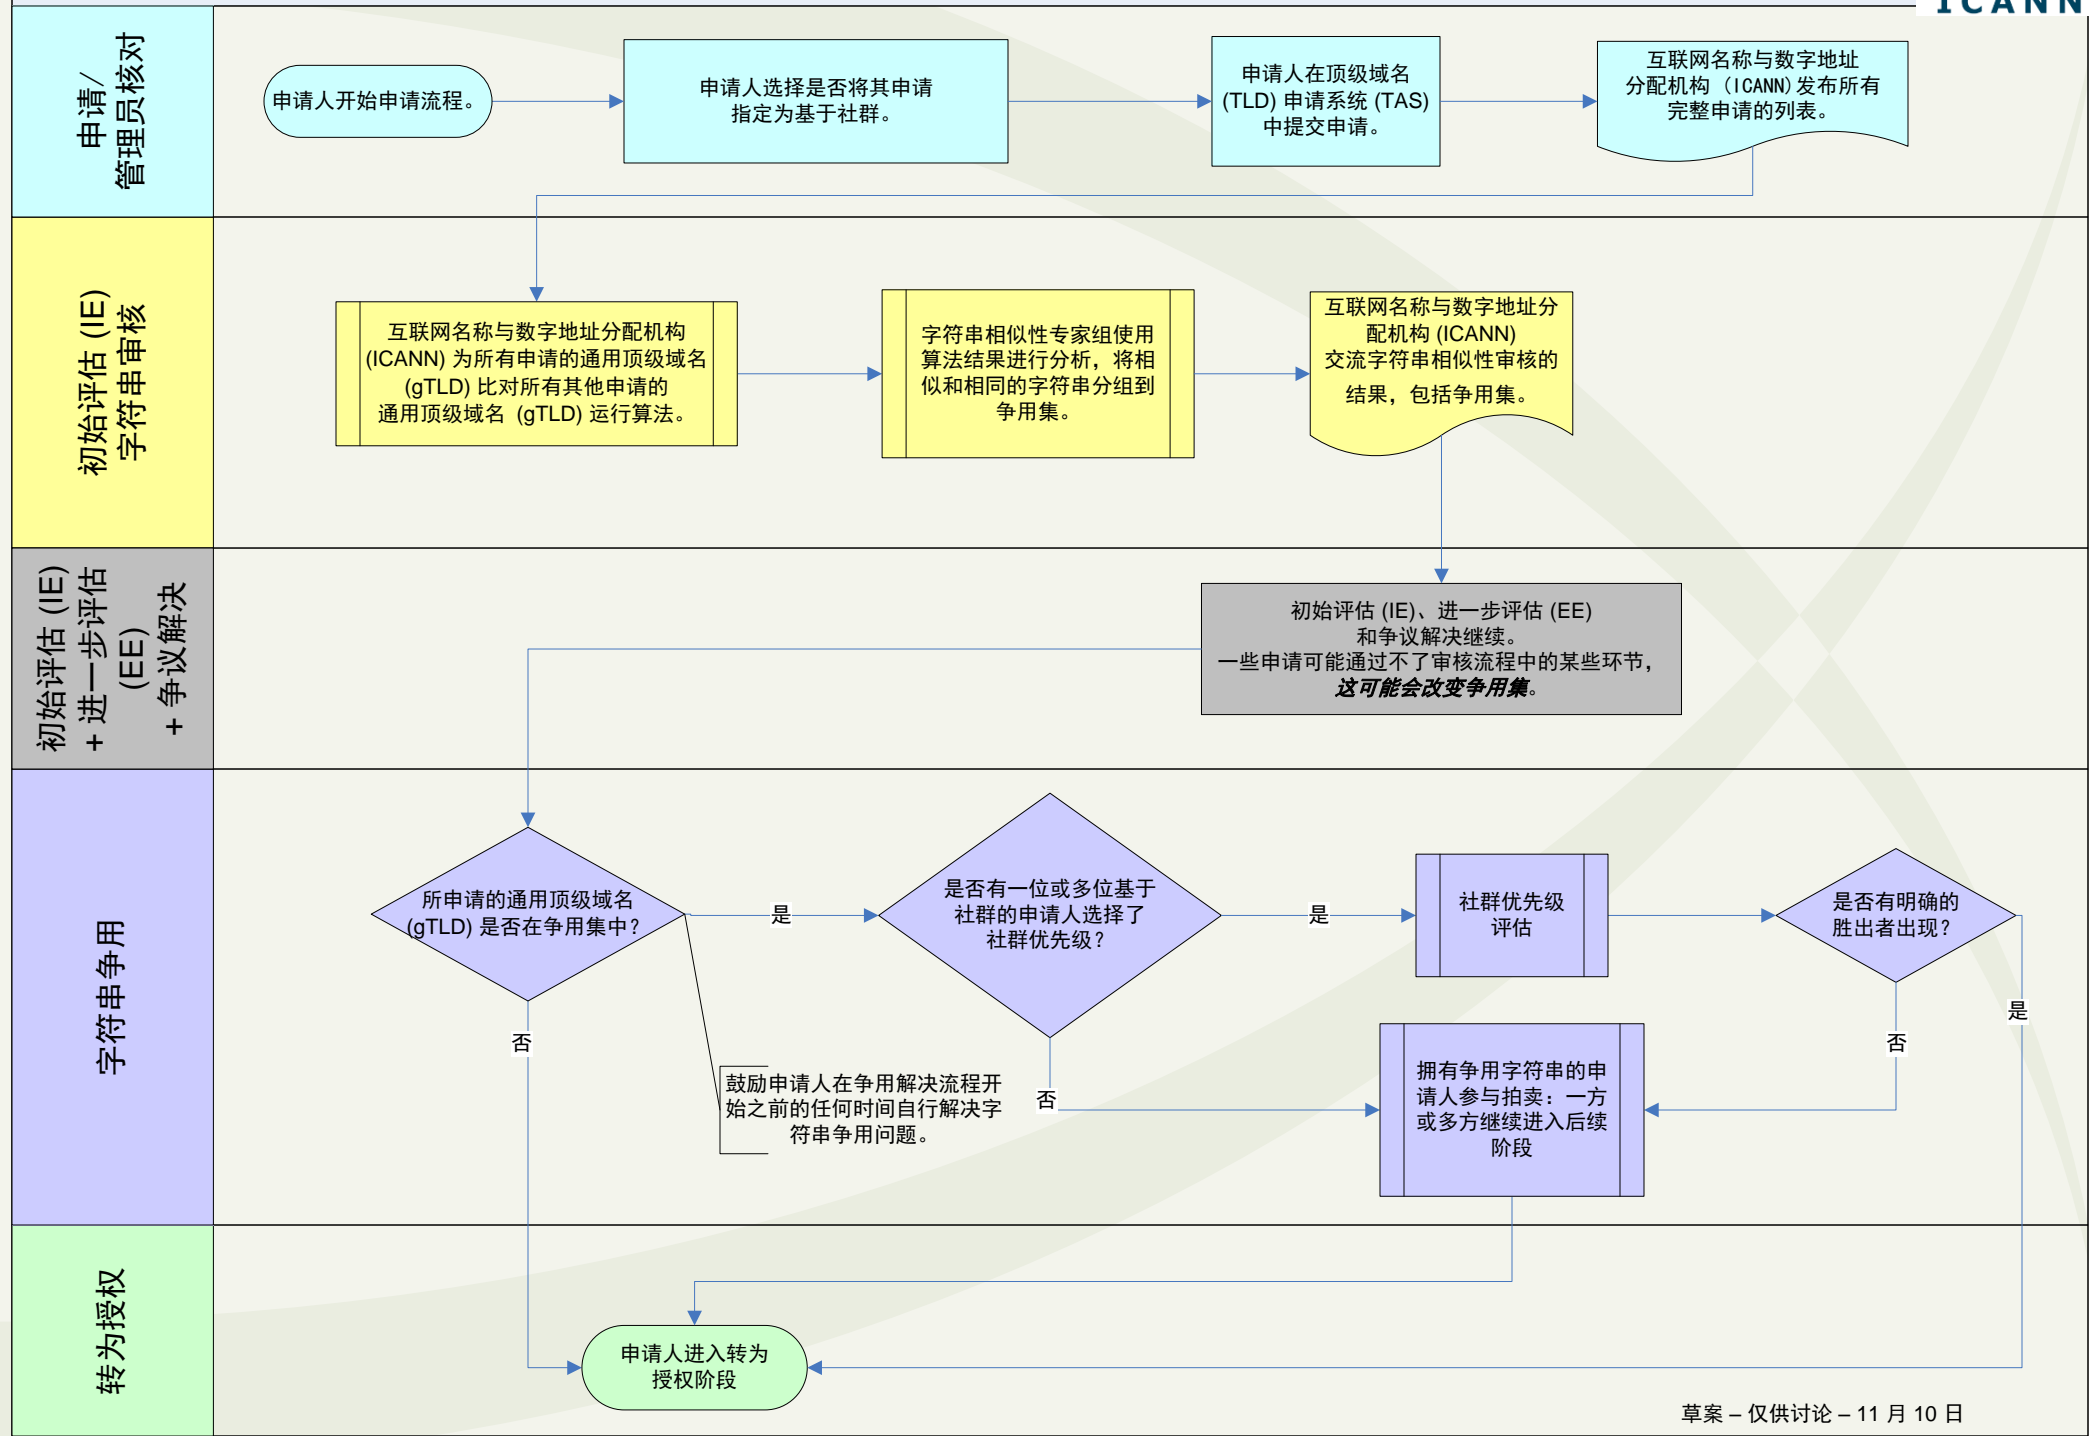 ICANN
申请/
管理员核对
申请人开始申请流程。
申请人选择是否将其申请
指定为基于社群。
申请人在顶级域名
(TLD) 申请系统 (TAS)
中提交申请。
互联网名称与数字地址
分配机构 (ICANN)发布所有
完整申请的列表。
初始评估 (IE)
字符串审核
互联网名称与数字地址分配机构
(ICANN) 为所有申请的通用顶级域名
(gTLD) 比对所有其他申请的
通用顶级域名 (gTLD) 运行算法。
字符串相似性专家组使用
算法结果进行分析，将相
似和相同的字符串分组到
争用集。
互联网名称与数字地址分
配机构 (ICANN)
交流字符串相似性审核的
结果，包括争用集。
初始评估 (IE)
+ 进一步评估
(EE)
+ 争议解决
初始评估 (IE)、进一步评估 (EE)
和争议解决继续。
一些申请可能通过不了审核流程中的某些环节，
这可能会改变争用集。
字符串争用
所申请的通用顶级域名
(gTLD) 是否在争用集中？
是
是否有一位或多位基于
社群的申请人选择了
社群优先级？
是
社群优先级
评估
是否有明确的
胜出者出现？
是
否
否
否
鼓励申请人在争用解决流程开
始之前的任何时间自行解决字
符串争用问题。
拥有争用字符串的申
请人参与拍卖：一方
或多方继续进入后续
阶段
转为授权
申请人进入转为
授权阶段
草案 – 仅供讨论 – 11 月 10 日